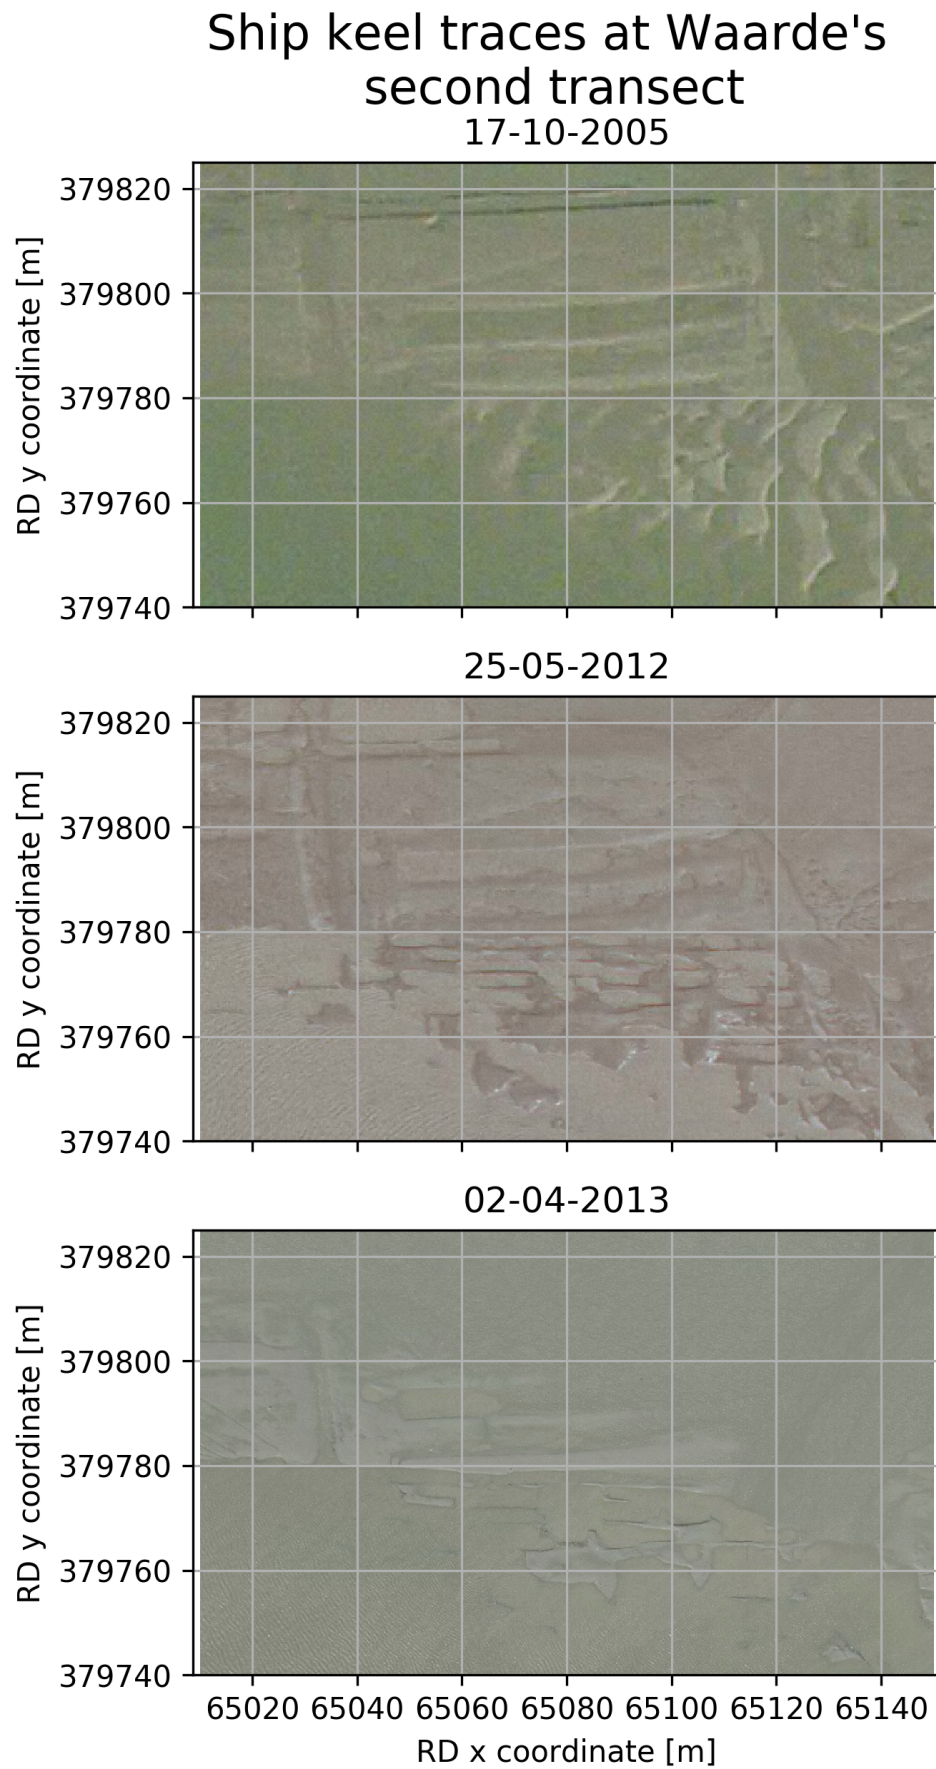 Ship keel traces at Waarde's
second transect
17-10-2005
379820
379800
379780
379760
379740
RD y coordinate [m]
25-05-2012
379820
379800
379780
379760
379740
RD y coordinate [m]
02-04-2013
379820
379800
379780
379760
379740
RD y coordinate [m]
65020 65040 65060 65080 65100 65120 65140
RD x coordinate [m]